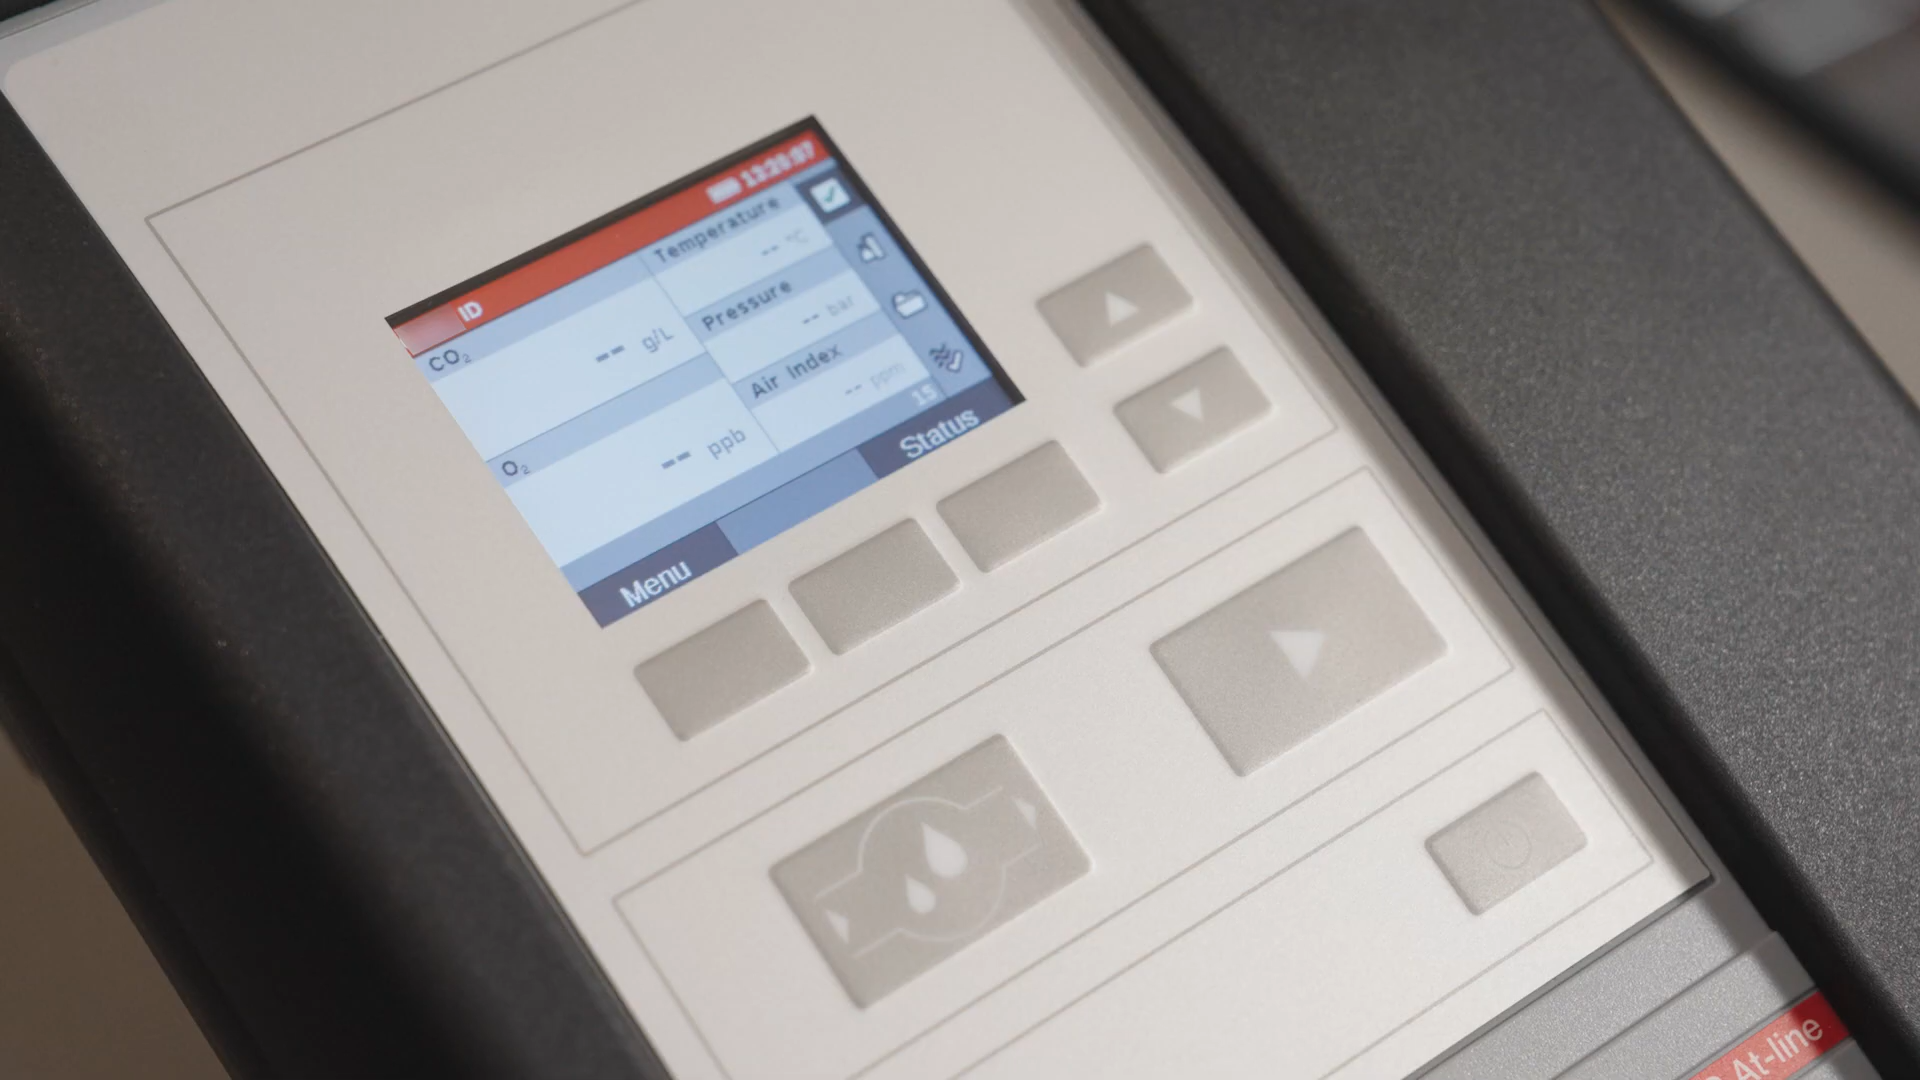 ID
CO₂
-- g/L
O₂
-- ppb
Temperature
-- °C
Pressure
-- bar
Air Index
-- ppm
15
Menu
Status
At-line